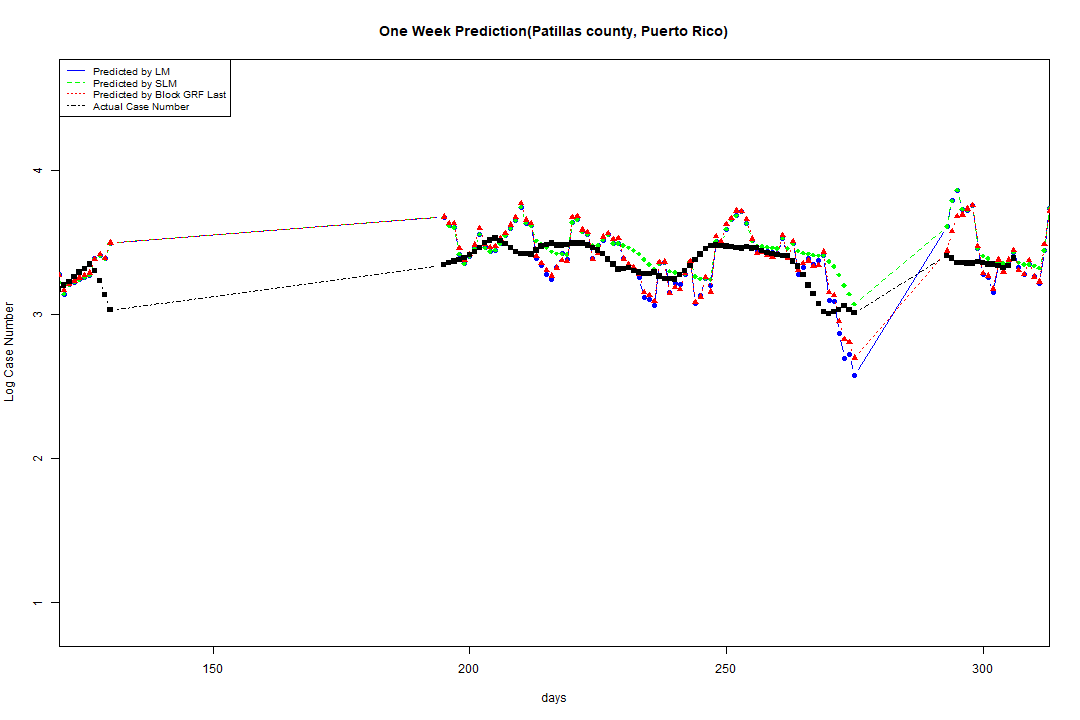 One Week Prediction(Patillas county, Puerto Rico)
Predicted by LM
Predicted by SLM
Predicted by Block GRF Last
Actual Case Number
4
3
2
1
Log Case Number
150
200
250
300
days